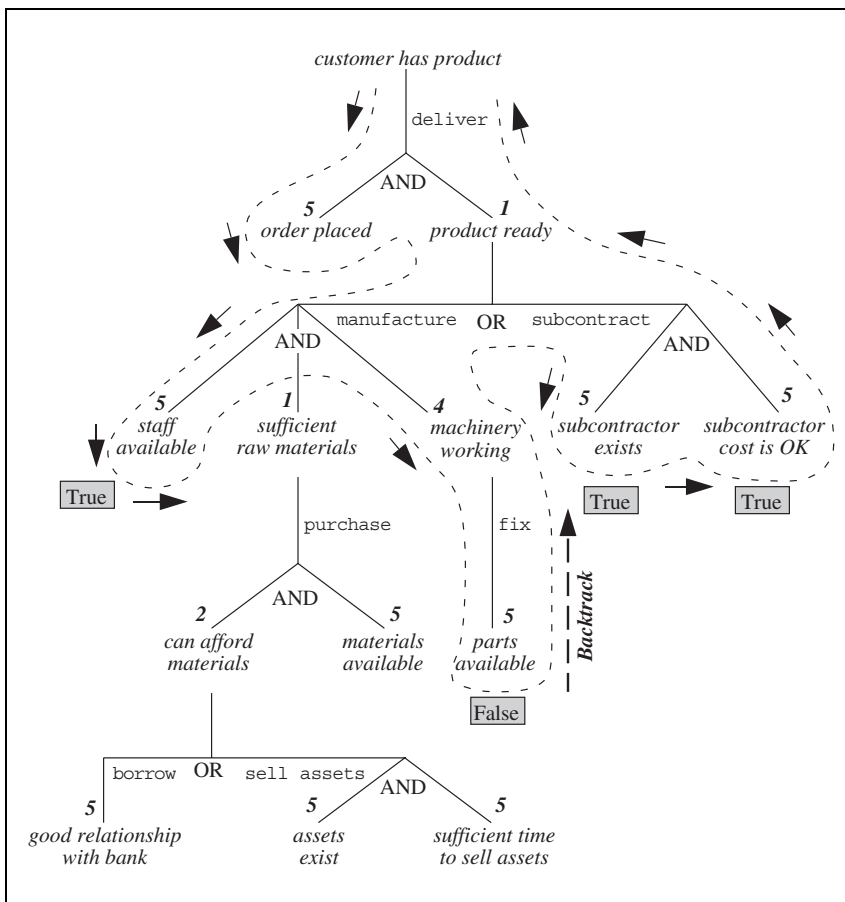 customer has product
deliver
AND
5 1
order placed product ready
manufacture OR subcontract
AND AND
5 1 4 5 5
staff sufficient machinery subcontractor subcontractor
available raw materials working exists cost is OK
True True True
purchase fix
AND
2 5 5
can afford materials parts
materials available available
Backtrack
False
borrow OR sell assets
AND
5 5 5
good relationship assets sufficient time
with bank exist to sell assets